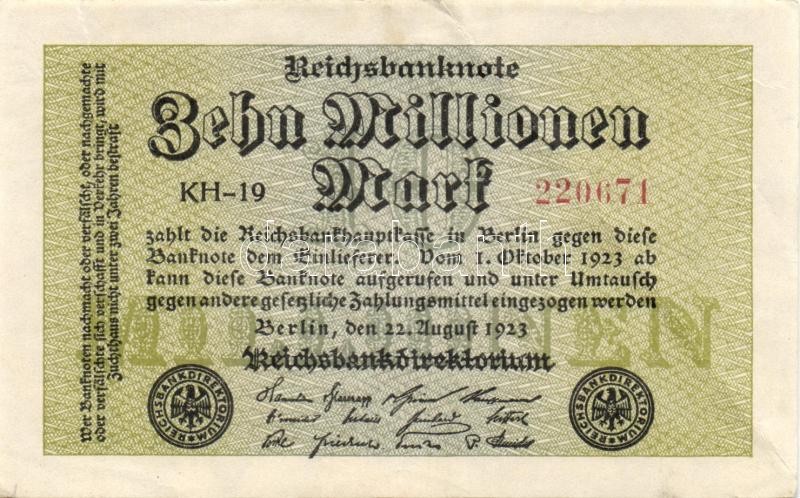 Reichsbanknote
Zehn Millionen
Mark
KH-19
220671
zahlt die Reichsbankhauptkasse in Berlin gegen diese
Banknote dem Einlieferer. Vom 1. Oktober 1923 ab
kann diese Banknote aufgerufen und unter Umtausch
gegen andere gesetzliche Zahlungsmittel eingezogen werden
Berlin, den 22. August 1923
Reichsbankdirektorium
MILLIONEN
REICHSBANKDIREKTORIUM
REICHSBANKDIREKTORIUM
Wer Banknoten nachmacht oder verfälscht, oder nachgemachte
oder verfälschte sich verschafft und in Verkehr bringt, wird mit
Zuchthaus nicht unter zwei Jahren bestraft